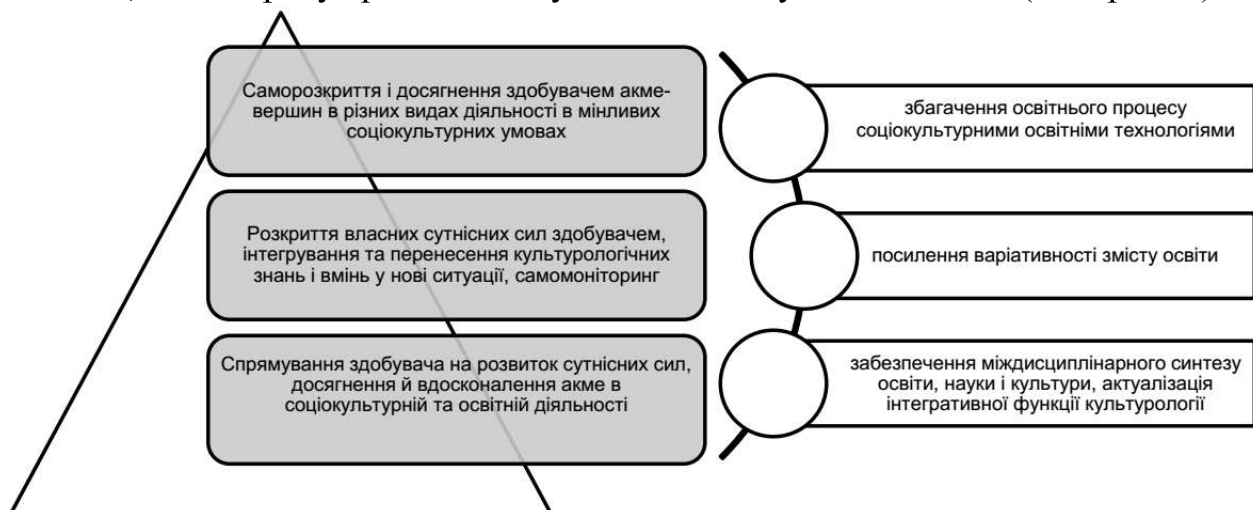 Саморозкриття і досягнення здобувачем акме-
вершин в різних видах діяльності в мінливих
соціокультурних умовах
збагачення освітнього процесу
соціокультурними освітніми технологіями
Розкриття власних сутнісних сил здобувачем,
інтегрування та перенесення культурологічних
знань і вмінь у нові ситуації, самомоніторинг
посилення варіативності змісту освіти
Спрямування здобувача на розвиток сутнісних сил,
досягнення й вдосконалення акме в
соціокультурній та освітній діяльності
забезпечення міждисциплінарного синтезу
освіти, науки і культури, актуалізація
інтегративної функції культурології